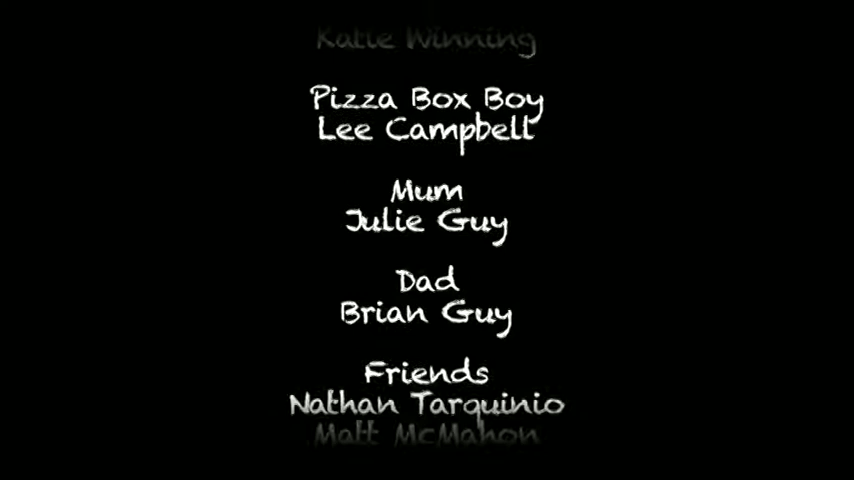 Katie Winning
Pizza Box Boy
Lee Campbell
Mum
Julie Guy
Dad
Brian Guy
Friends
Nathan Tarquinio
Matt McMahon